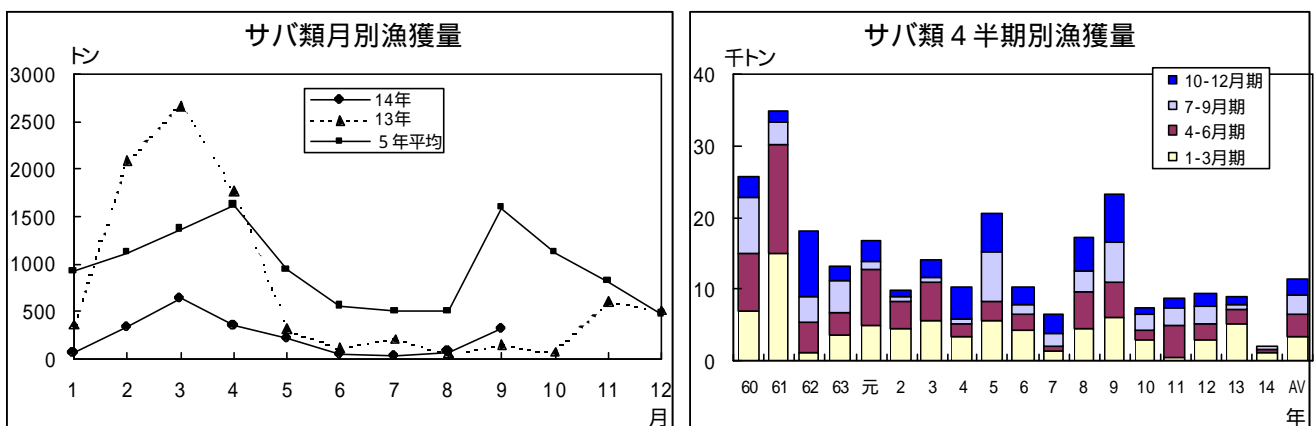 サバ類月別漁獲量
トン
3000
2500
2000
1500
1000
500
0
14年
13年
５年平均
1 2 3 4 5 6 7 8 9 10 11 12
月
サバ類４半期別漁獲量
千トン
40
30
20
10
0
10-12月期
7-9月期
4-6月期
1-3月期
60 61 62 63 元 2 3 4 5 6 7 8 9 10 11 12 13 14 AV
年